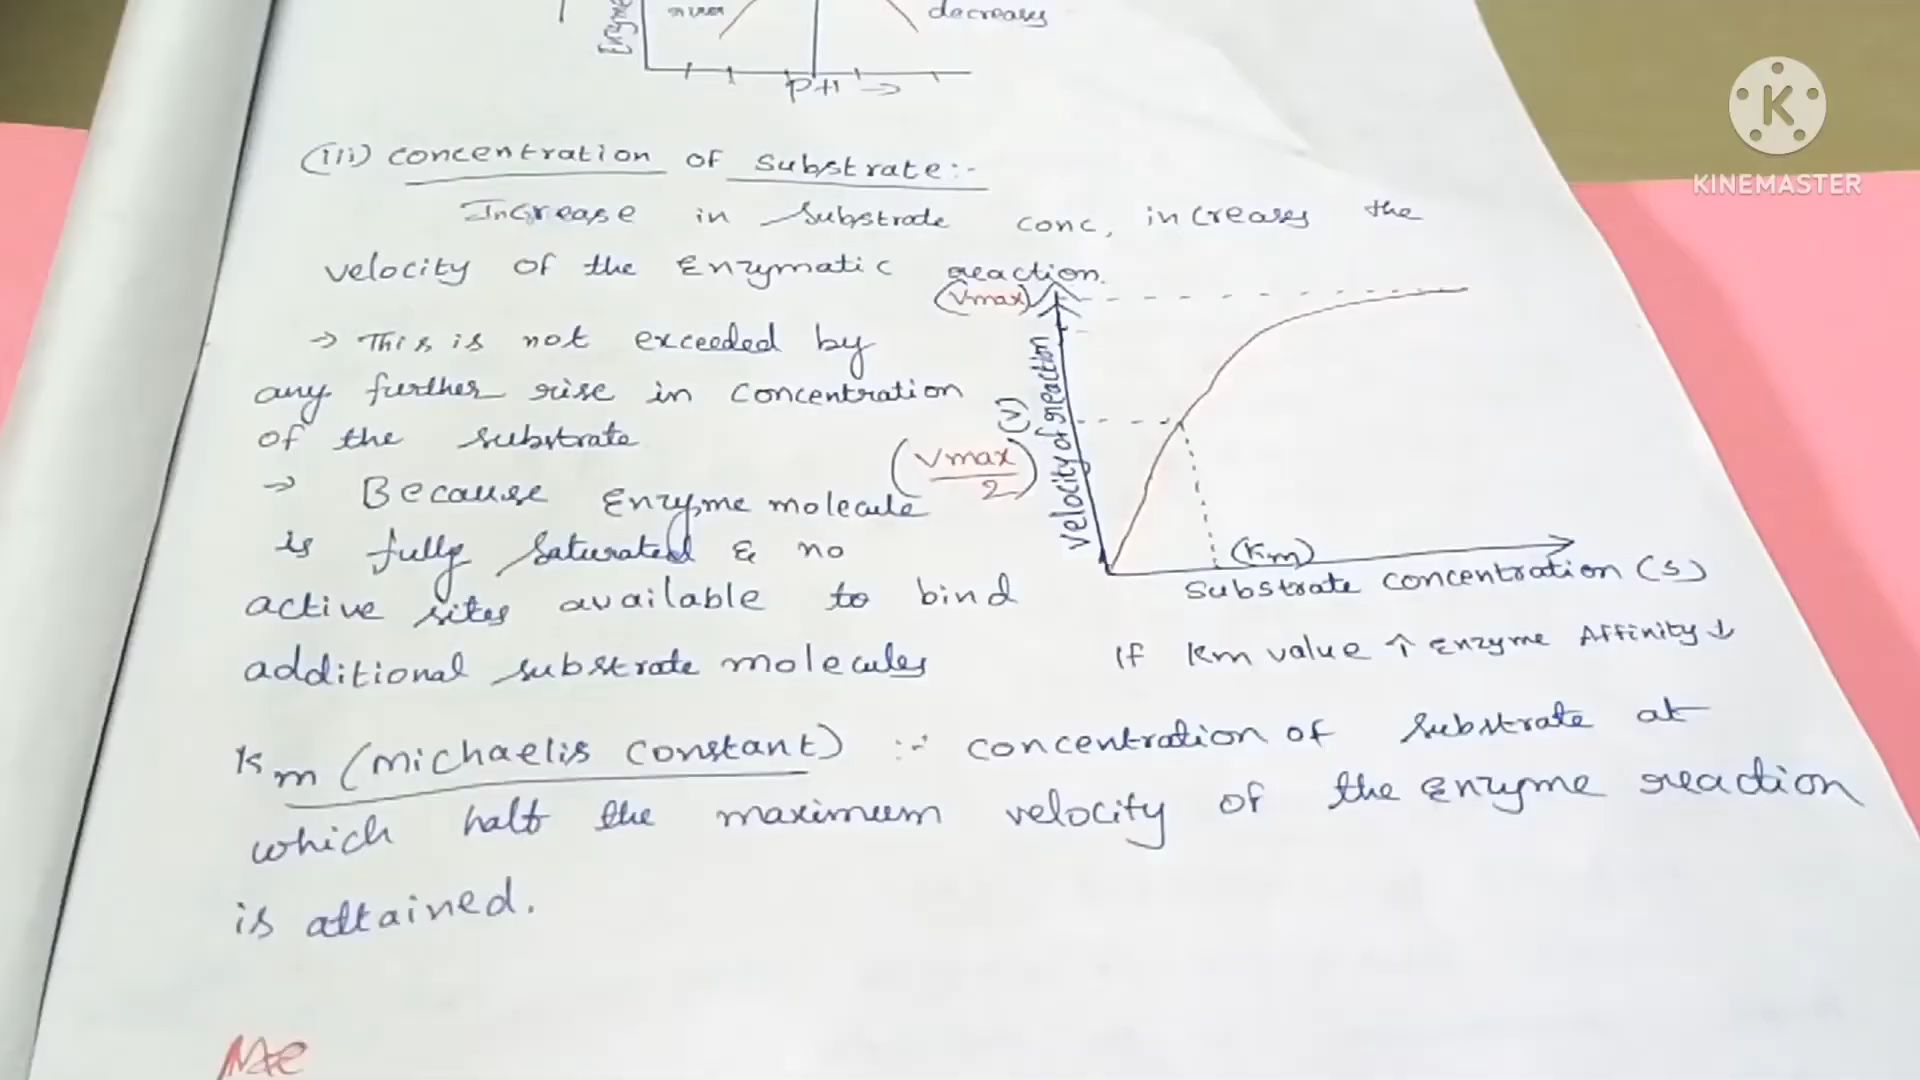 decreases
Enzyme
PH →
K
KINEMASTER
(iii) concentration of substrate:-
Increase in substrate conc, increases the
velocity of the Enzymatic reaction.
→ This is not exceeded by
any further rise in concentration
of the substrate
→ Because Enzyme molecule
is fully saturated & no
active sites available to bind
additional substrate molecules
(Vmax)
Velocity of reaction
(V)
(Vmax/2)
(Km)
Substrate concentration (s)
If Km value ↑ Enzyme Affinity ↓
Km (Michaelis constant) :- concentration of substrate at
which half the maximum velocity of the enzyme reaction
is attained.